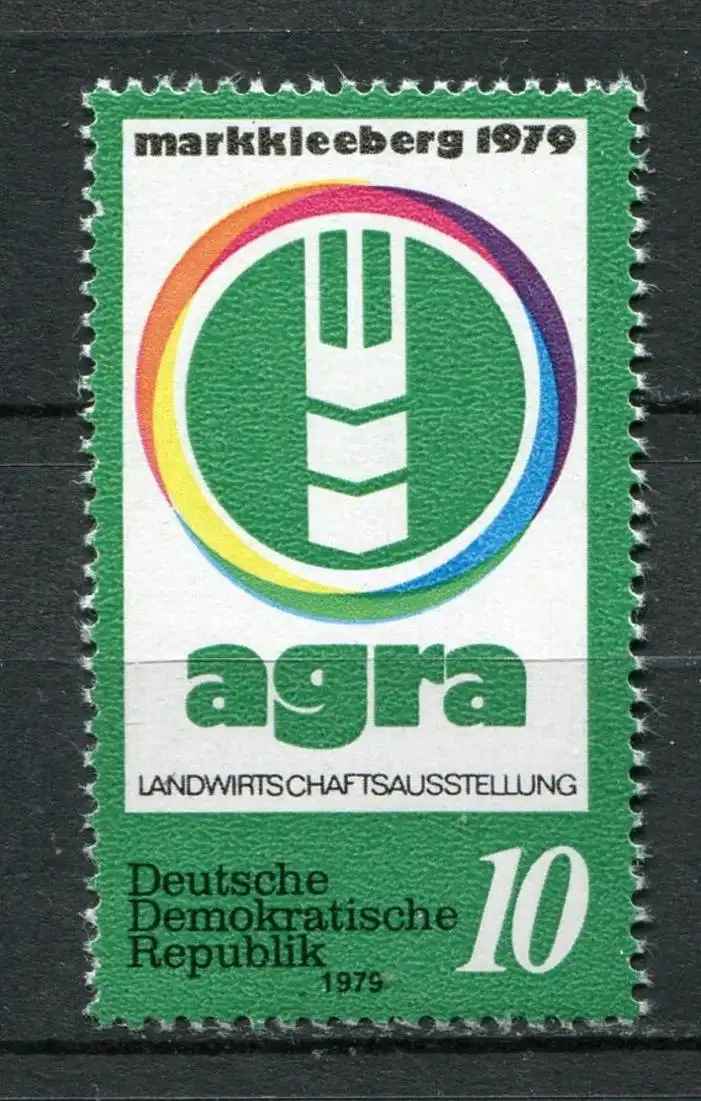 markkleeberg 1979
agra
LANDWIRTSCHAFTSAUSSTELLUNG
Deutsche
Demokratische
Republik
1979
10